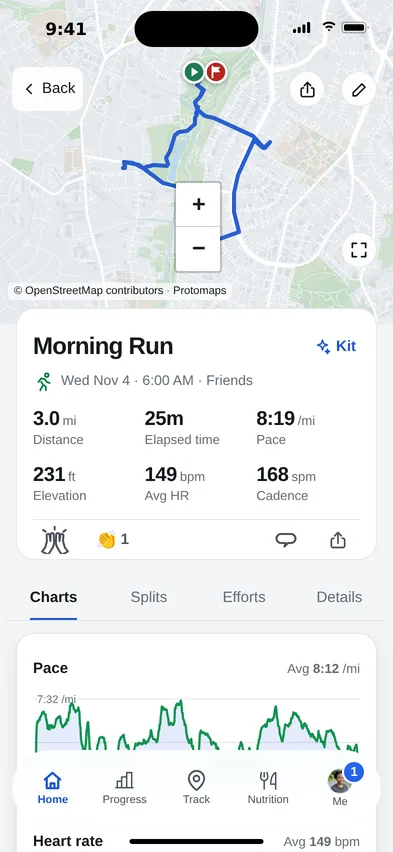 9:41
Back
+
−
© OpenStreetMap contributors · Protomaps
Morning Run
Kit
Wed Nov 4 · 6:00 AM · Friends
3.0 mi 25m 8:19 /mi
Distance Elapsed time Pace
231 ft 149 bpm 168 spm
Elevation Avg HR Cadence
1
Charts Splits Efforts Details
Pace Avg 8:12 /mi
7:32 /mi
1
Home Progress Track Nutrition Me
Heart rate Avg 149 bpm